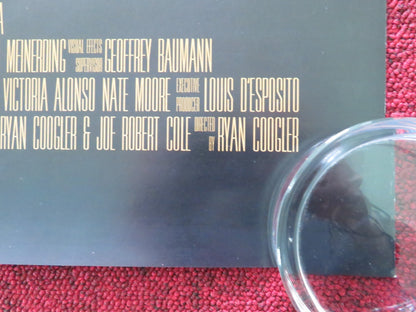 A
MEINERDING VISUAL EFFECTS SUPERVISOR GEOFFREY BAUMANN
VICTORIA ALONSO NATE MOORE EXECUTIVE PRODUCER LOUIS D'ESPOSITO
RYAN COOGLER & JOE ROBERT COLE DIRECTED BY RYAN COOGLER